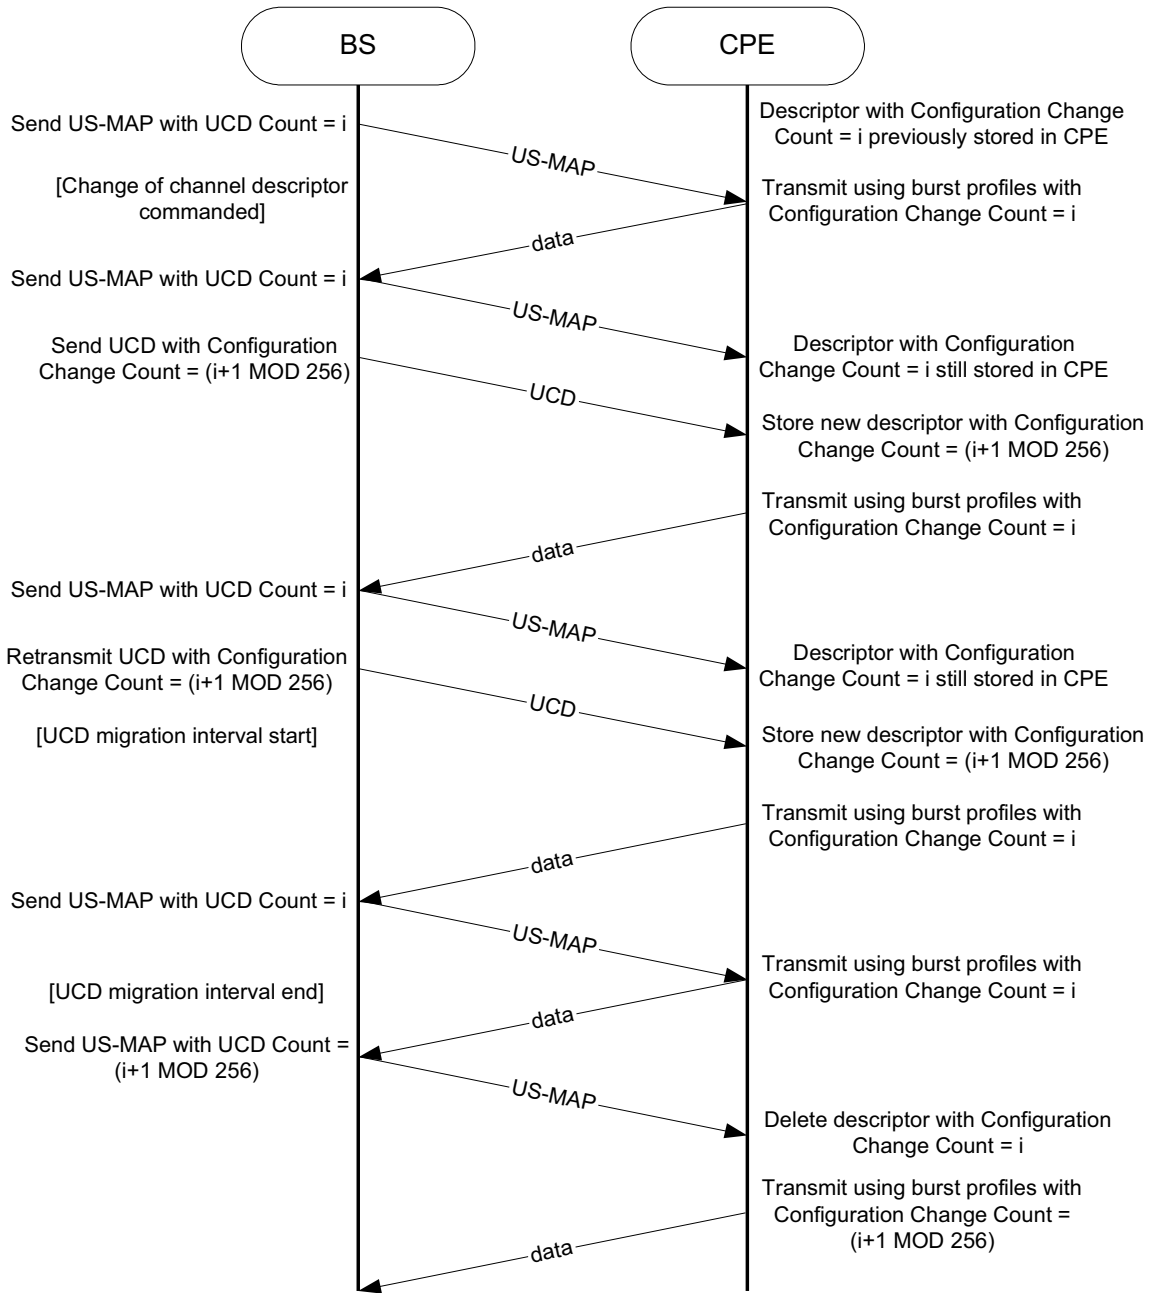 BS
CPE
Send US-MAP with UCD Count = i
Descriptor with Configuration Change
Count = i previously stored in CPE
US-MAP
[Change of channel descriptor
commanded]
Transmit using burst profiles with
Configuration Change Count = i
data
Send US-MAP with UCD Count = i
US-MAP
Send UCD with Configuration
Change Count = (i+1 MOD 256)
Descriptor with Configuration
Change Count = i still stored in CPE
UCD
Store new descriptor with Configuration
Change Count = (i+1 MOD 256)
Transmit using burst profiles with
Configuration Change Count = i
data
Send US-MAP with UCD Count = i
US-MAP
Retransmit UCD with Configuration
Change Count = (i+1 MOD 256)
Descriptor with Configuration
Change Count = i still stored in CPE
UCD
[UCD migration interval start]
Store new descriptor with Configuration
Change Count = (i+1 MOD 256)
Transmit using burst profiles with
Configuration Change Count = i
data
Send US-MAP with UCD Count = i
US-MAP
Transmit using burst profiles with
Configuration Change Count = i
[UCD migration interval end]
data
Send US-MAP with UCD Count =
(i+1 MOD 256)
US-MAP
Delete descriptor with Configuration
Change Count = i
Transmit using burst profiles with
Configuration Change Count =
(i+1 MOD 256)
data